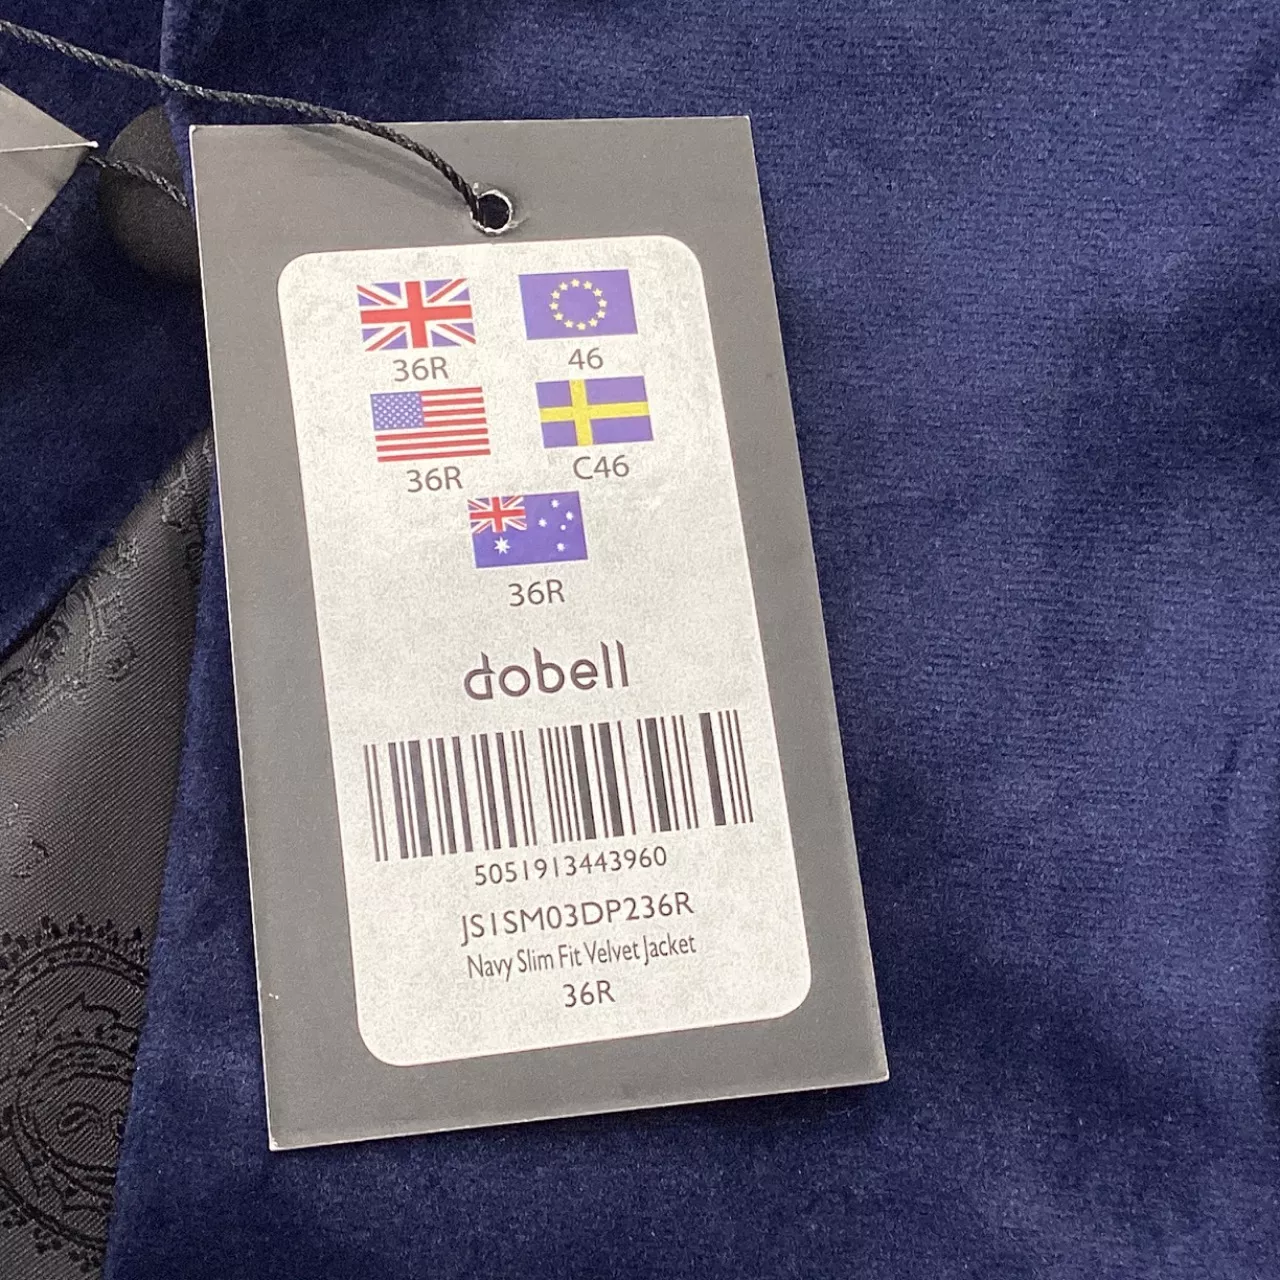 36R 46
36R C46
36R
dobell
5051913443960
JS1SM03DP236R
Navy Slim Fit Velvet Jacket
36R